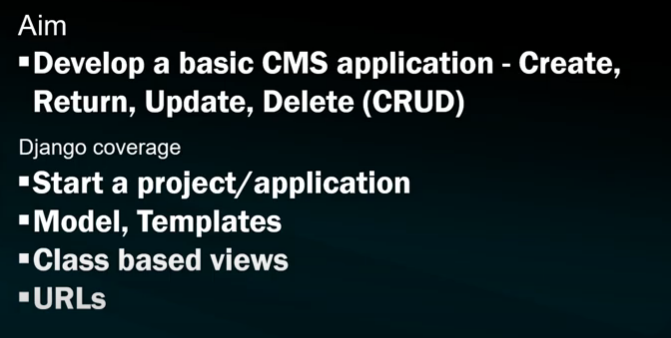 Aim
▪Develop a basic CMS application - Create,
Return, Update, Delete (CRUD)
Django coverage
▪Start a project/application
▪Model, Templates
▪Class based views
▪URLs